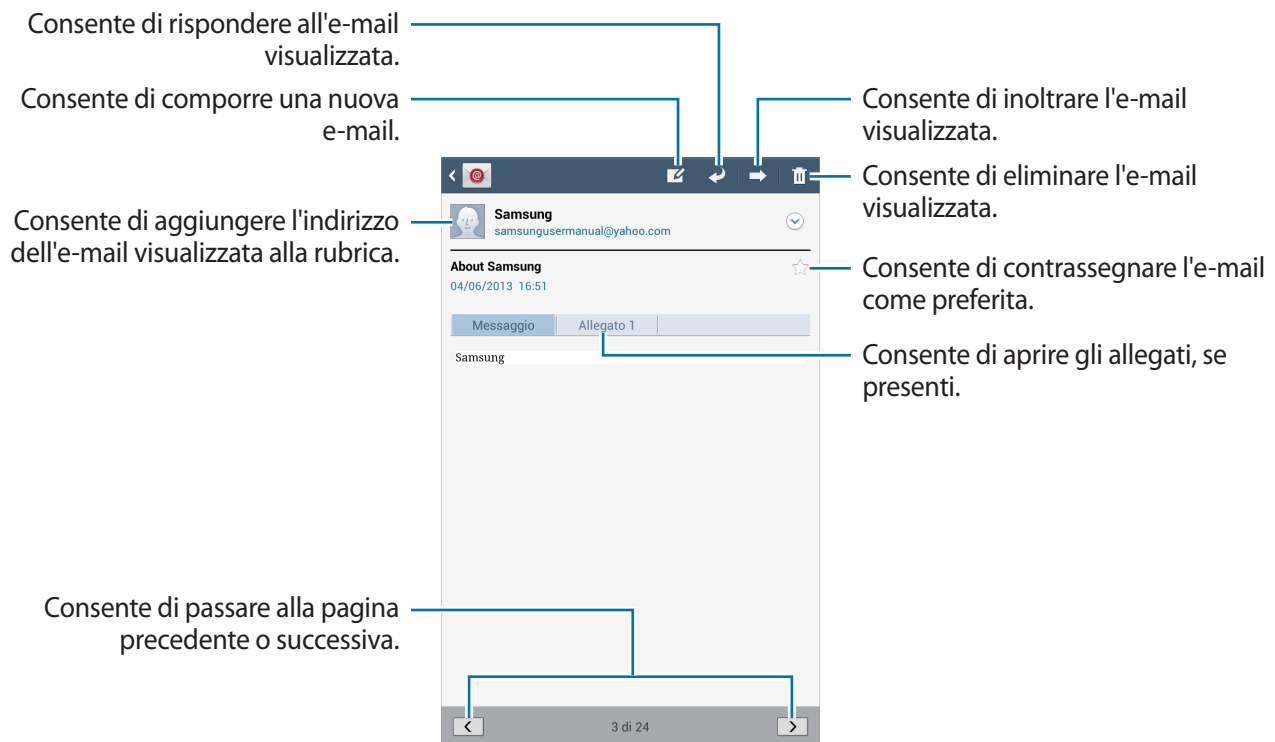 Consente di rispondere all'e-mail
visualizzata.
Consente di comporre una nuova
e-mail.
Consente di aggiungere l'indirizzo
dell'e-mail visualizzata alla rubrica.
Consente di passare alla pagina
precedente o successiva.
Samsung
samsungusermanual@yahoo.com
About Samsung
04/06/2013 16:51
Messaggio Allegato 1
Samsung
3 di 24
Consente di inoltrare l'e-mail
visualizzata.
Consente di eliminare l'e-mail
visualizzata.
Consente di contrassegnare l'e-mail
come preferita.
Consente di aprire gli allegati, se
presenti.